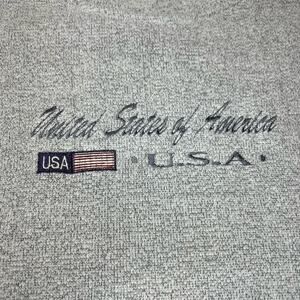 United States of America
USA · U.S.A ·